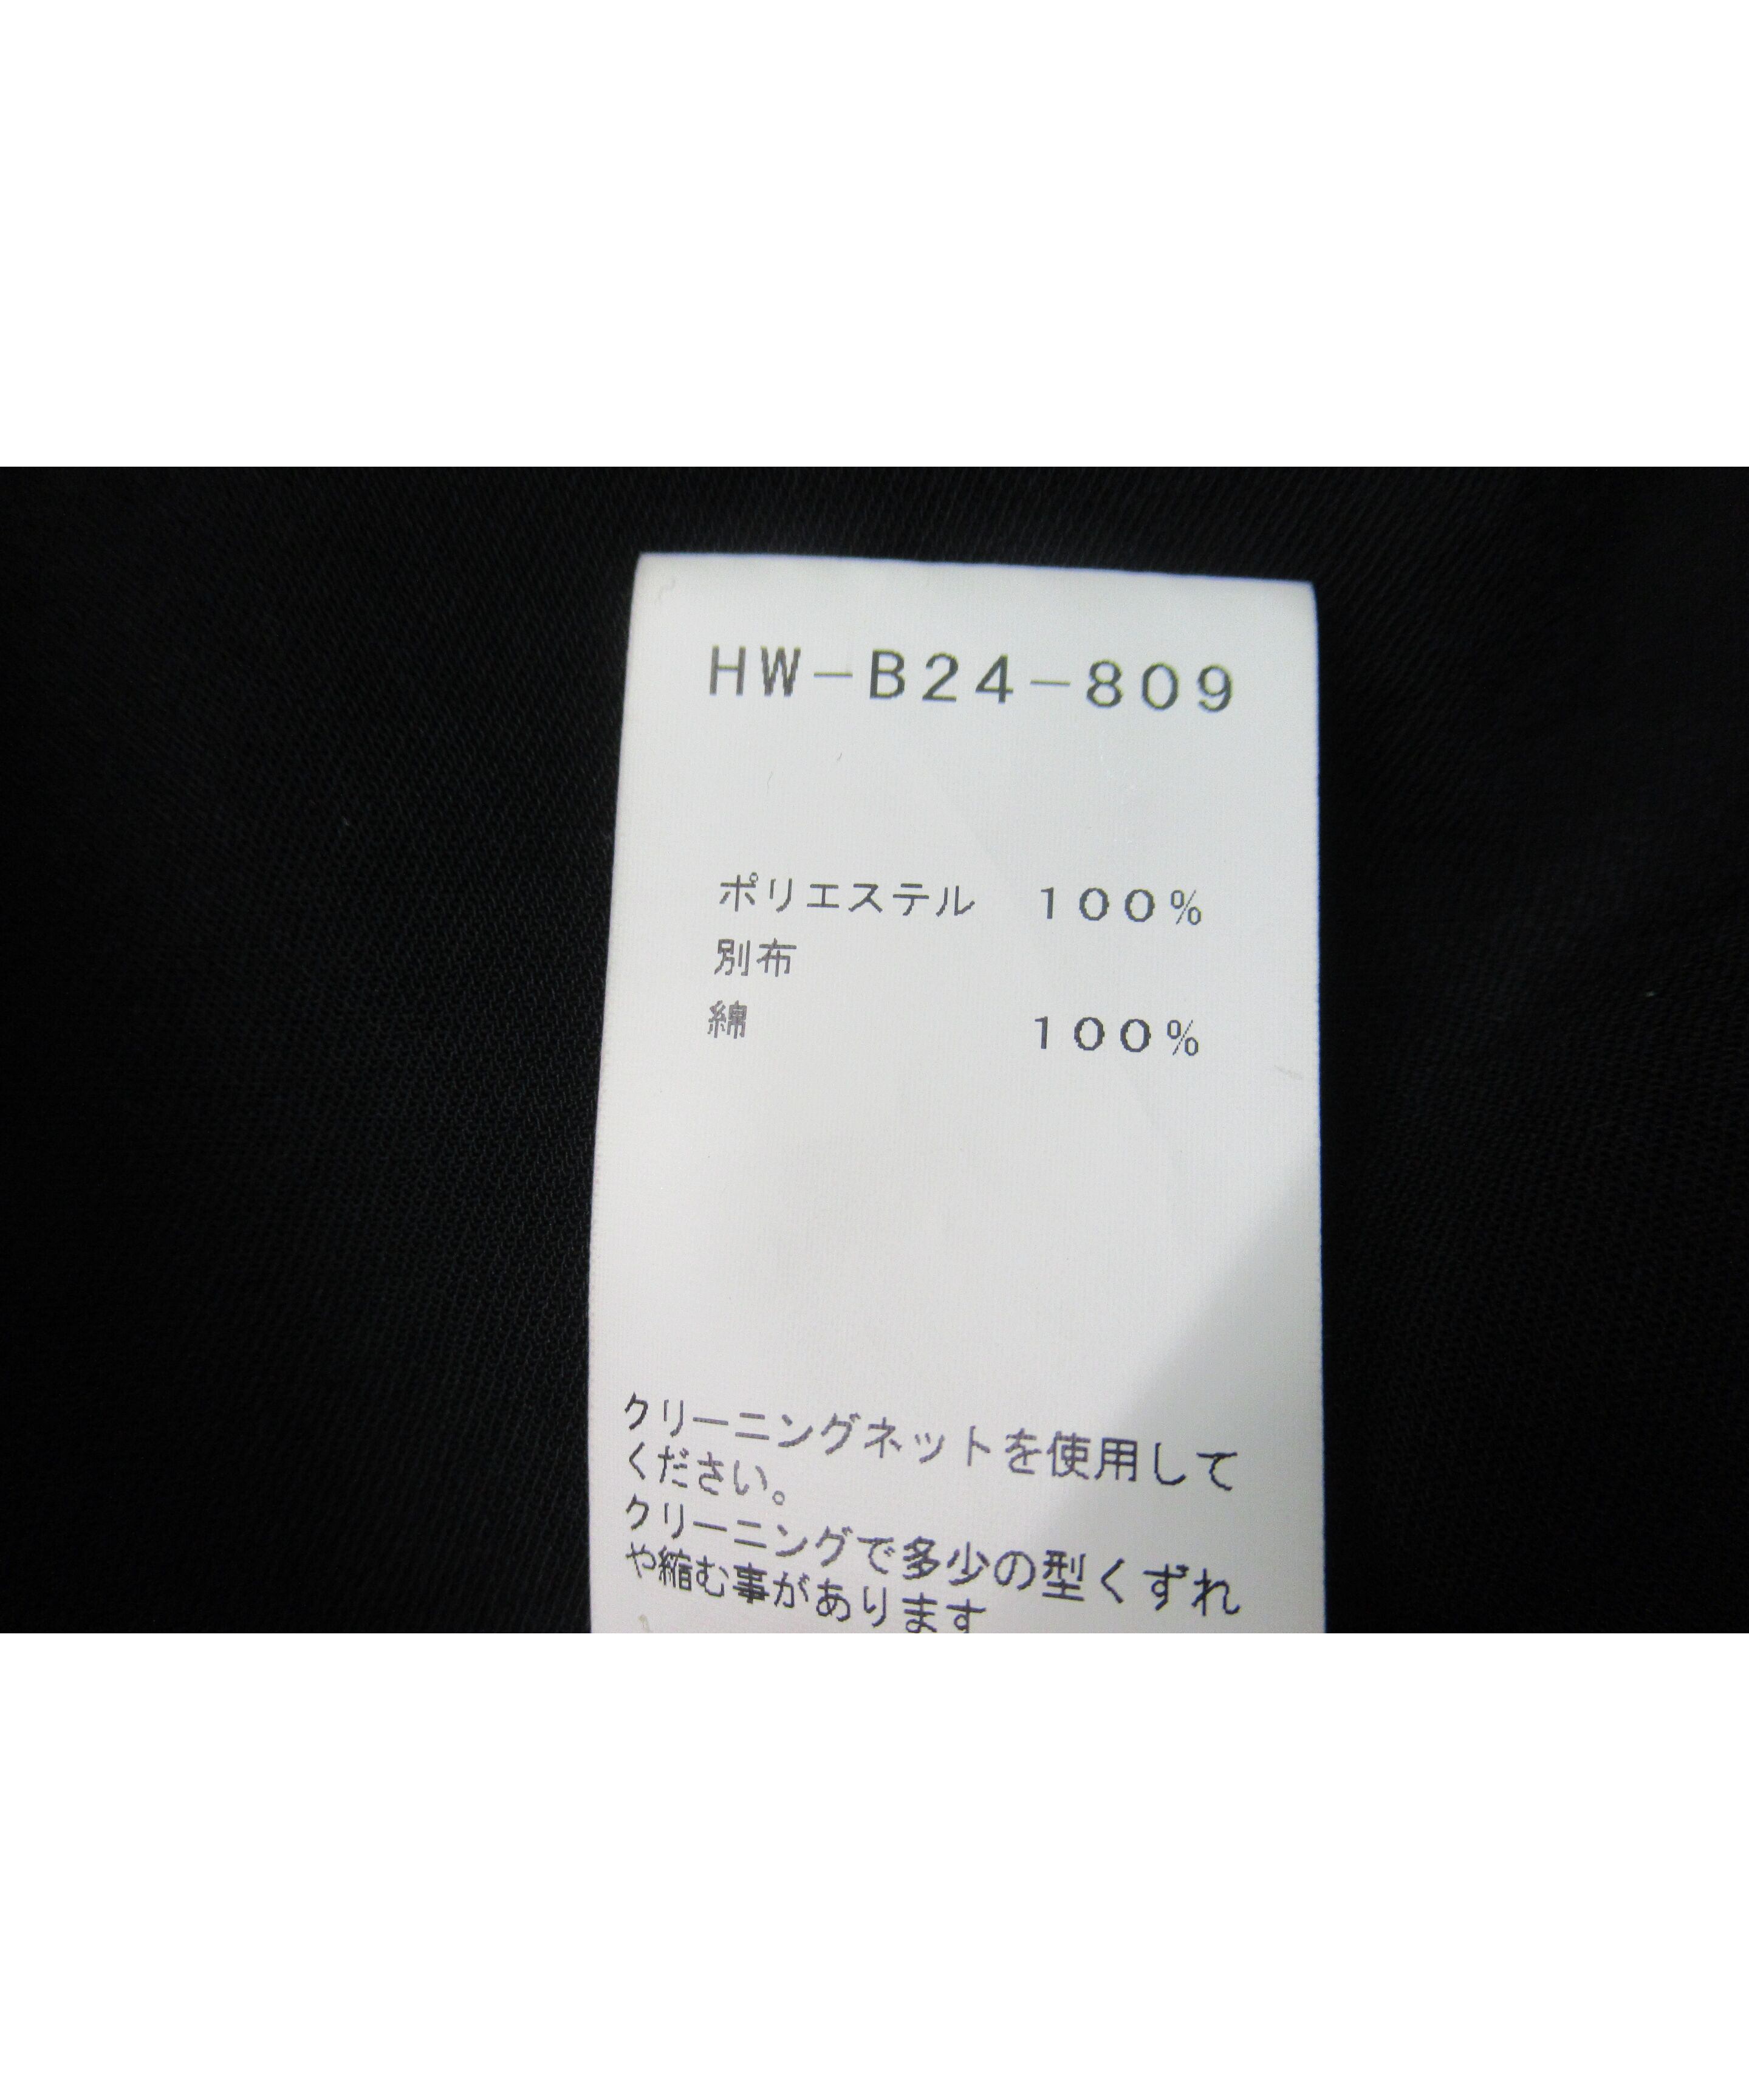 HW-B24-809
ポリエステル 100%
別布
綿 100%
クリーニングネットを使用して
ください。
クリーニングで多少の型くずれ
や縮む事があります